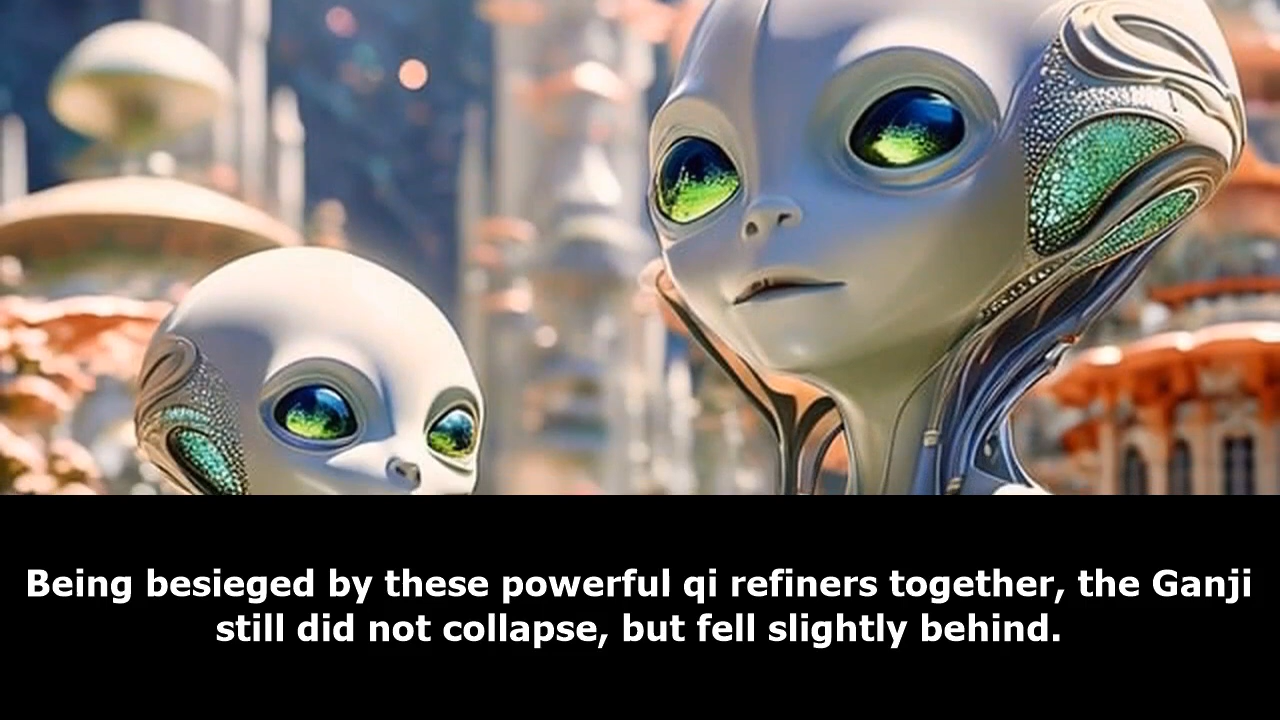 Being besieged by these powerful qi refiners together, the Ganji
still did not collapse, but fell slightly behind.